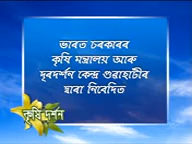 ভাৰত চৰকাৰৰ
কৃষি মন্ত্ৰালয় আৰু
দূৰদৰ্শন কেন্দ্ৰ গুৱাহাটীৰ
দ্বাৰা নিবেদিত
কৃষি দৰ্শন